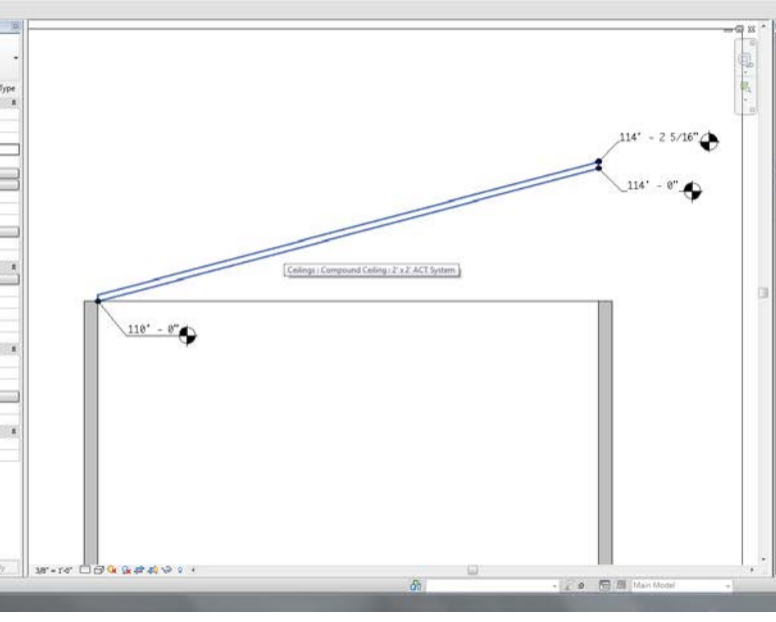 Type
114' - 2 5/16"
114' - 0"
Ceilings : Compound Ceiling : 2' x 2' ACT System
110' - 0"
3/8" = 1'-0"
:0
Main Model